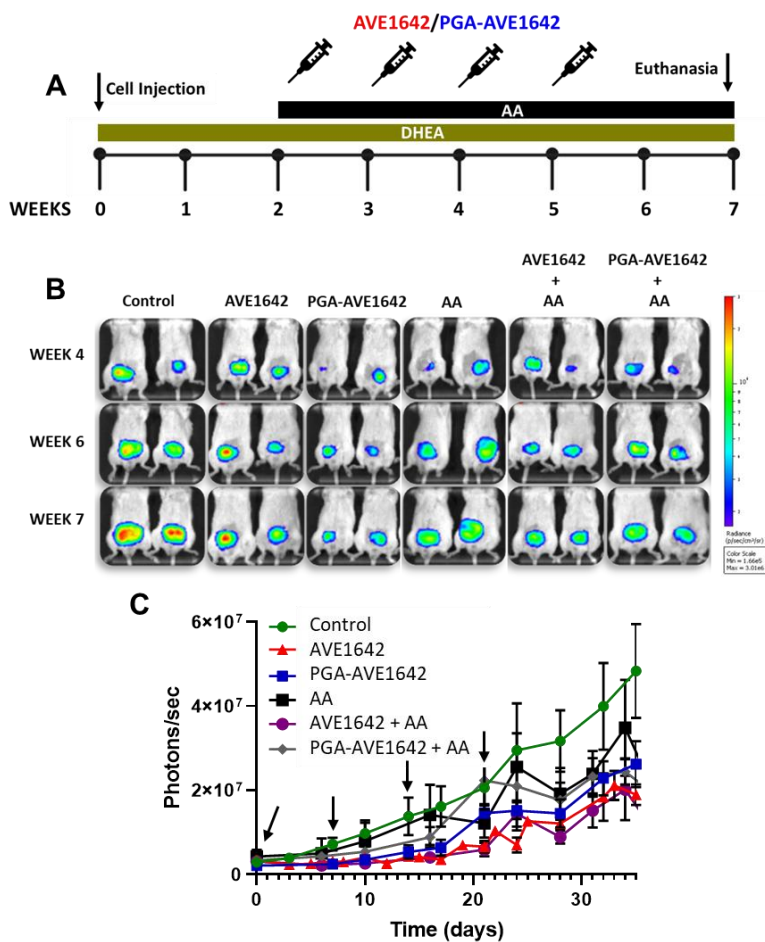 AVE1642/PGA-AVE1642
A
Cell Injection
Euthanasia
AA
DHEA
WEEKS 0 1 2 3 4 5 6 7
B
Control AVE1642 PGA-AVE1642 AA AVE1642 + AA PGA-AVE1642 + AA
WEEK 4
WEEK 6
WEEK 7
Radiance
(p/sec/cm²/sr)
Color Scale
Min = 1.66e5
Max = 3.01e6
C
Control
AVE1642
PGA-AVE1642
AA
AVE1642 + AA
PGA-AVE1642 + AA
6×10⁷
4×10⁷
2×10⁷
0
Photons/sec
0 10 20 30
Time (days)